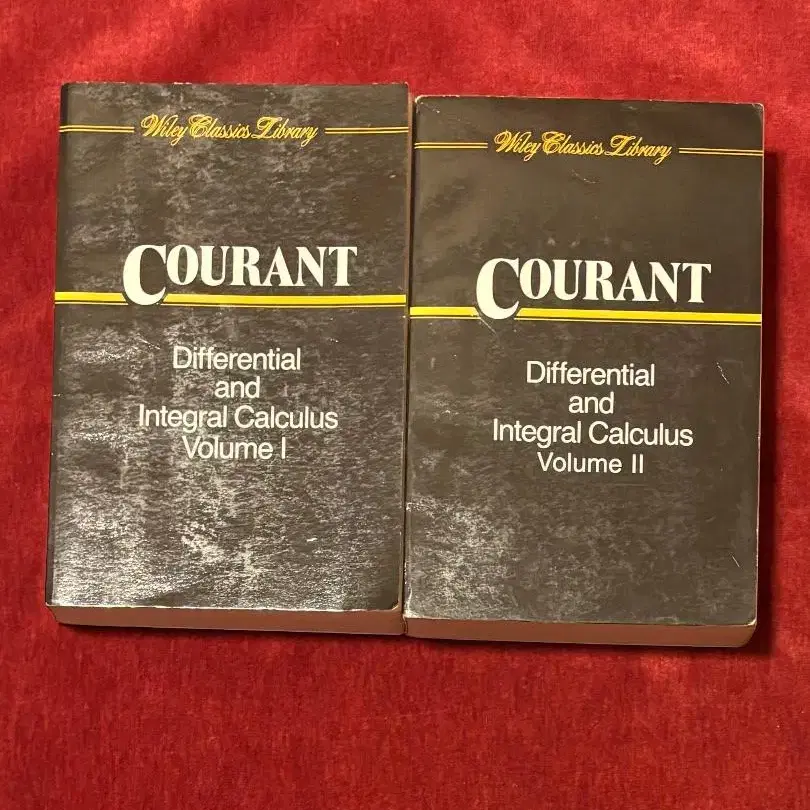 Wiley Classics Library
COURANT
Differential
and
Integral Calculus
Volume I
Wiley Classics Library
COURANT
Differential
and
Integral Calculus
Volume II